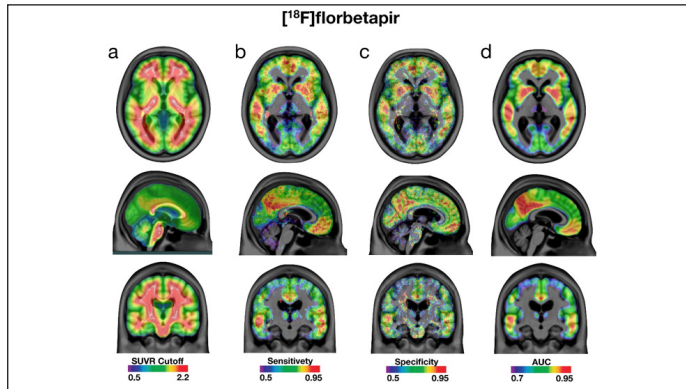 [¹⁸F]florbetapir
a b c d
SUVR Cutoff Sensitivety Specificity AUC
0.5 2.2 0.5 0.95 0.5 0.95 0.7 0.95